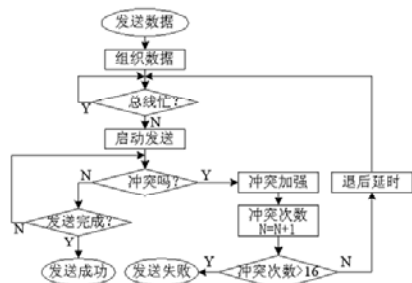 发送数据
组织数据
总线忙?
Y
N
启动发送
冲突吗?
N
Y
冲突加强
退后延时
发送完成?
N
Y
冲突次数
N=N+1
发送成功
发送失败
Y
冲突次数>16
N